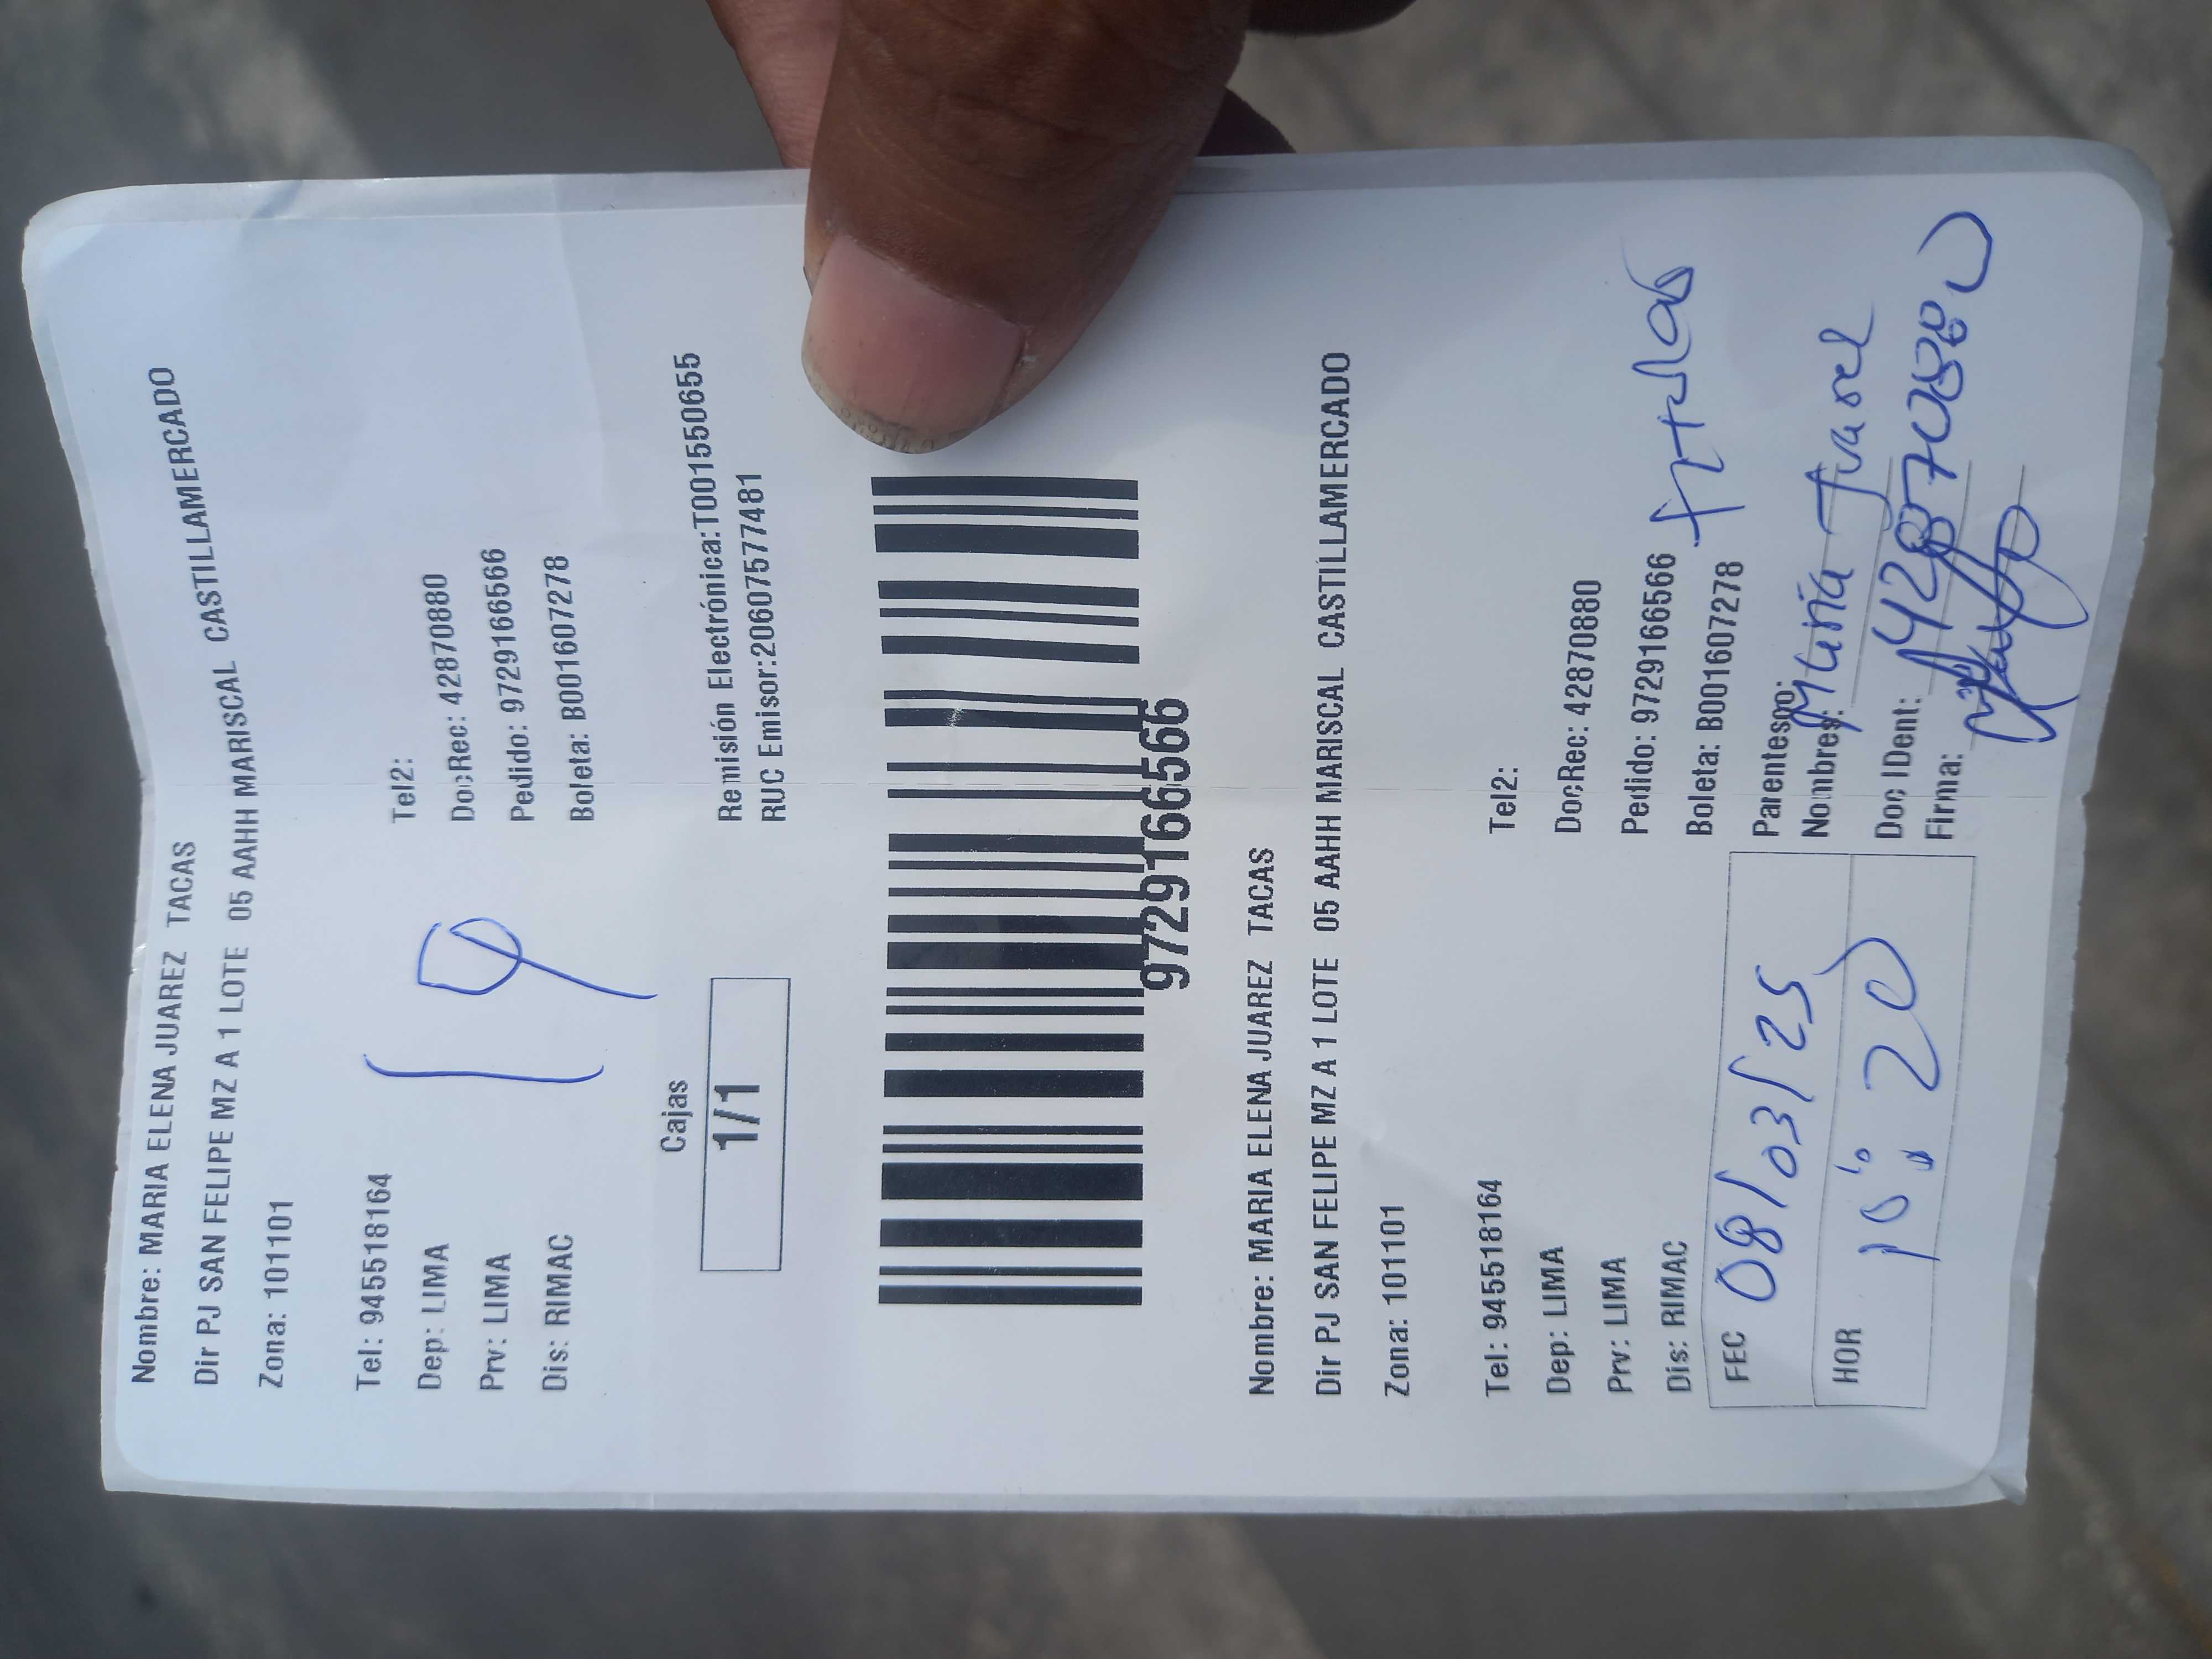 Nombre: MARIA ELENA JUAREZ TACAS
Dir PJ SAN FELIPE MZ A 1 LOTE 05 AAHH MARISCAL CASTILLAMERCADO
Zona: 101101
Tel: 945518164 Tel2:
Dep: LIMA DocRec: 42870880
Prv: LIMA Pedido: 9729166566
Dis: RIMAC Boleta: B001607278
19
Cajas
1/1
Remisión Electrónica:T001550655
RUC Emisor:20607577481
9729166566
Nombre: MARIA ELENA JUAREZ TACAS
Dir PJ SAN FELIPE MZ A 1 LOTE 05 AAHH MARISCAL CASTILLAMERCADO
Zona: 101101
Tel: 945518164 Tel2:
Dep: LIMA DocRec: 42870880
Prv: LIMA Pedido: 9729166566
Dis: RIMAC Boleta: B001607278
FEC 08/03/25 Parentesco: titular
Nombres: Maria
HOR 10:20 Doc IDent: 42870880
Firma: